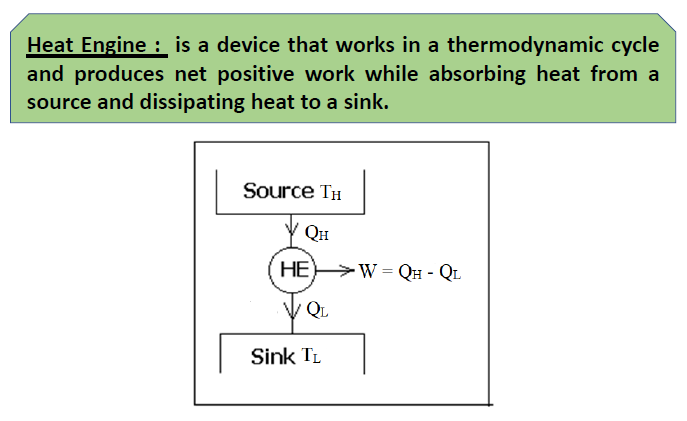 Heat Engine : is a device that works in a thermodynamic cycle
and produces net positive work while absorbing heat from a
source and dissipating heat to a sink.
Source TH
QH
HE
W = QH - QL
QL
Sink TL